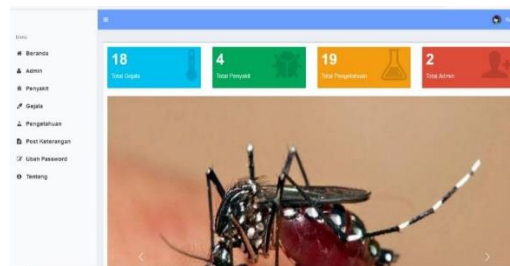 Menu
Beranda
Admin
Penyakit
Gejala
Pengetahuan
Post Keterangan
Ubah Password
Tentang
18
Total Gejala
4
Total Penyakit
19
Total Pengetahuan
2
Total Admin